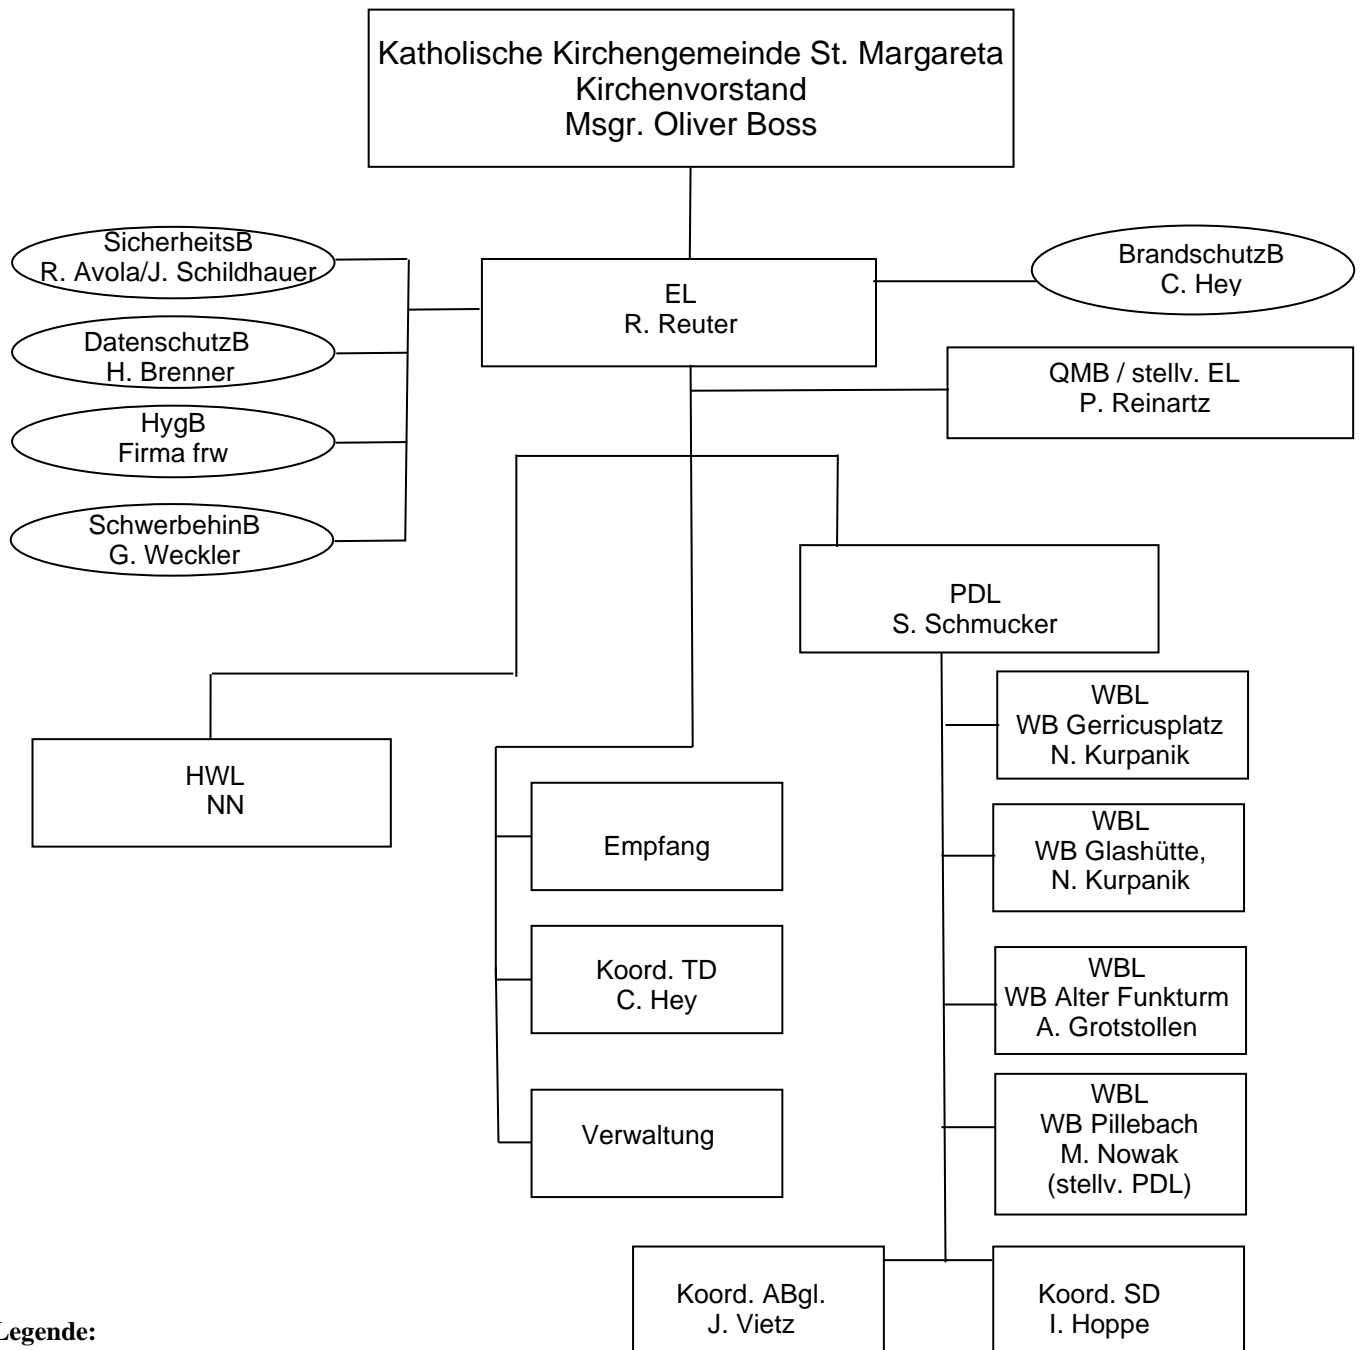 Katholische Kirchengemeinde St. Margareta
Kirchenvorstand
Msgr. Oliver Boss
SicherheitsB
R. Avola/J. Schildhauer
DatenschutzB
H. Brenner
HygB
Firma frw
SchwerbehinB
G. Weckler
EL
R. Reuter
BrandschutzB
C. Hey
QMB / stellv. EL
P. Reinartz
PDL
S. Schmucker
HWL
NN
Empfang
Koord. TD
C. Hey
Verwaltung
WBL
WB Gerricusplatz
N. Kurpanik
WBL
WB Glashütte,
N. Kurpanik
WBL
WB Alter Funkturm
A. Grotstollen
WBL
WB Pillebach
M. Nowak
(stellv. PDL)
Koord. ABgl.
J. Vietz
Koord. SD
I. Hoppe
Legende: